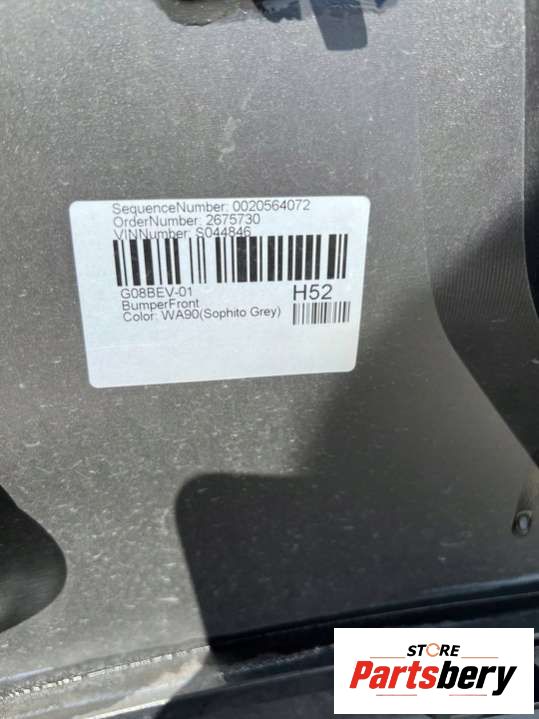 SequenceNumber: 0020564072
OrderNumber: 2675730
VINNumber: S044846
G08BEV-01
H52
BumperFront
Color: WA90(Sophito Grey)
STORE
Partsbery